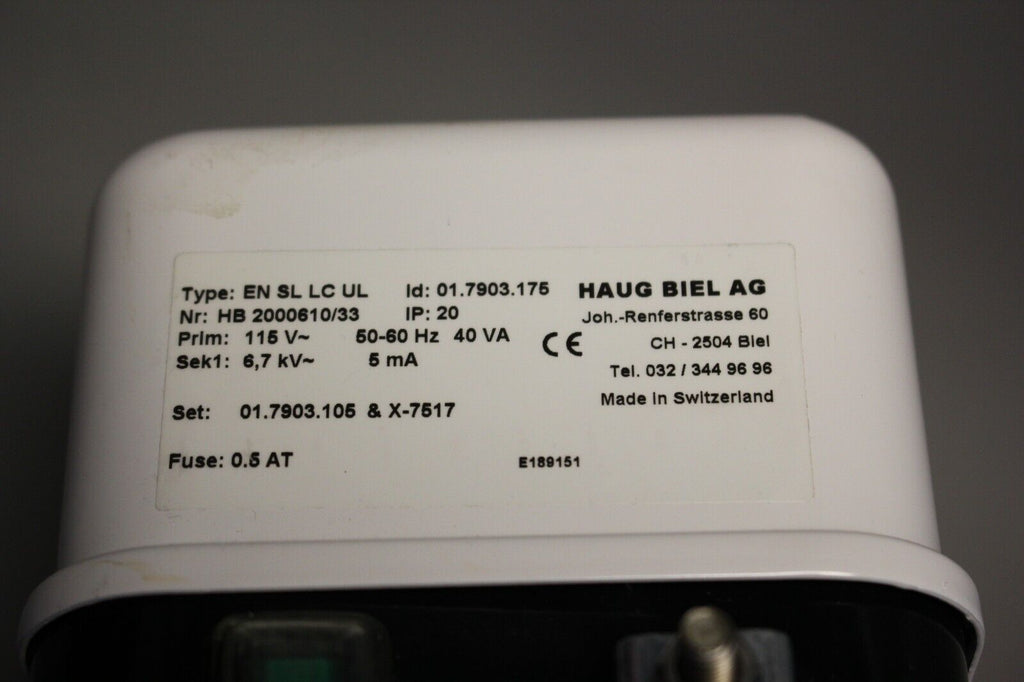 Type: EN SL LC UL Id: 01.7903.175
Nr: HB 2000610/33 IP: 20
Prim: 115 V~ 50-60 Hz 40 VA
Sek1: 6,7 kV~ 5 mA
Set: 01.7903.105 & X-7517
Fuse: 0.5 AT
CE
HAUG BIEL AG
Joh.-Renferstrasse 60
CH - 2504 Biel
Tel. 032 / 344 96 96
Made in Switzerland
E189151